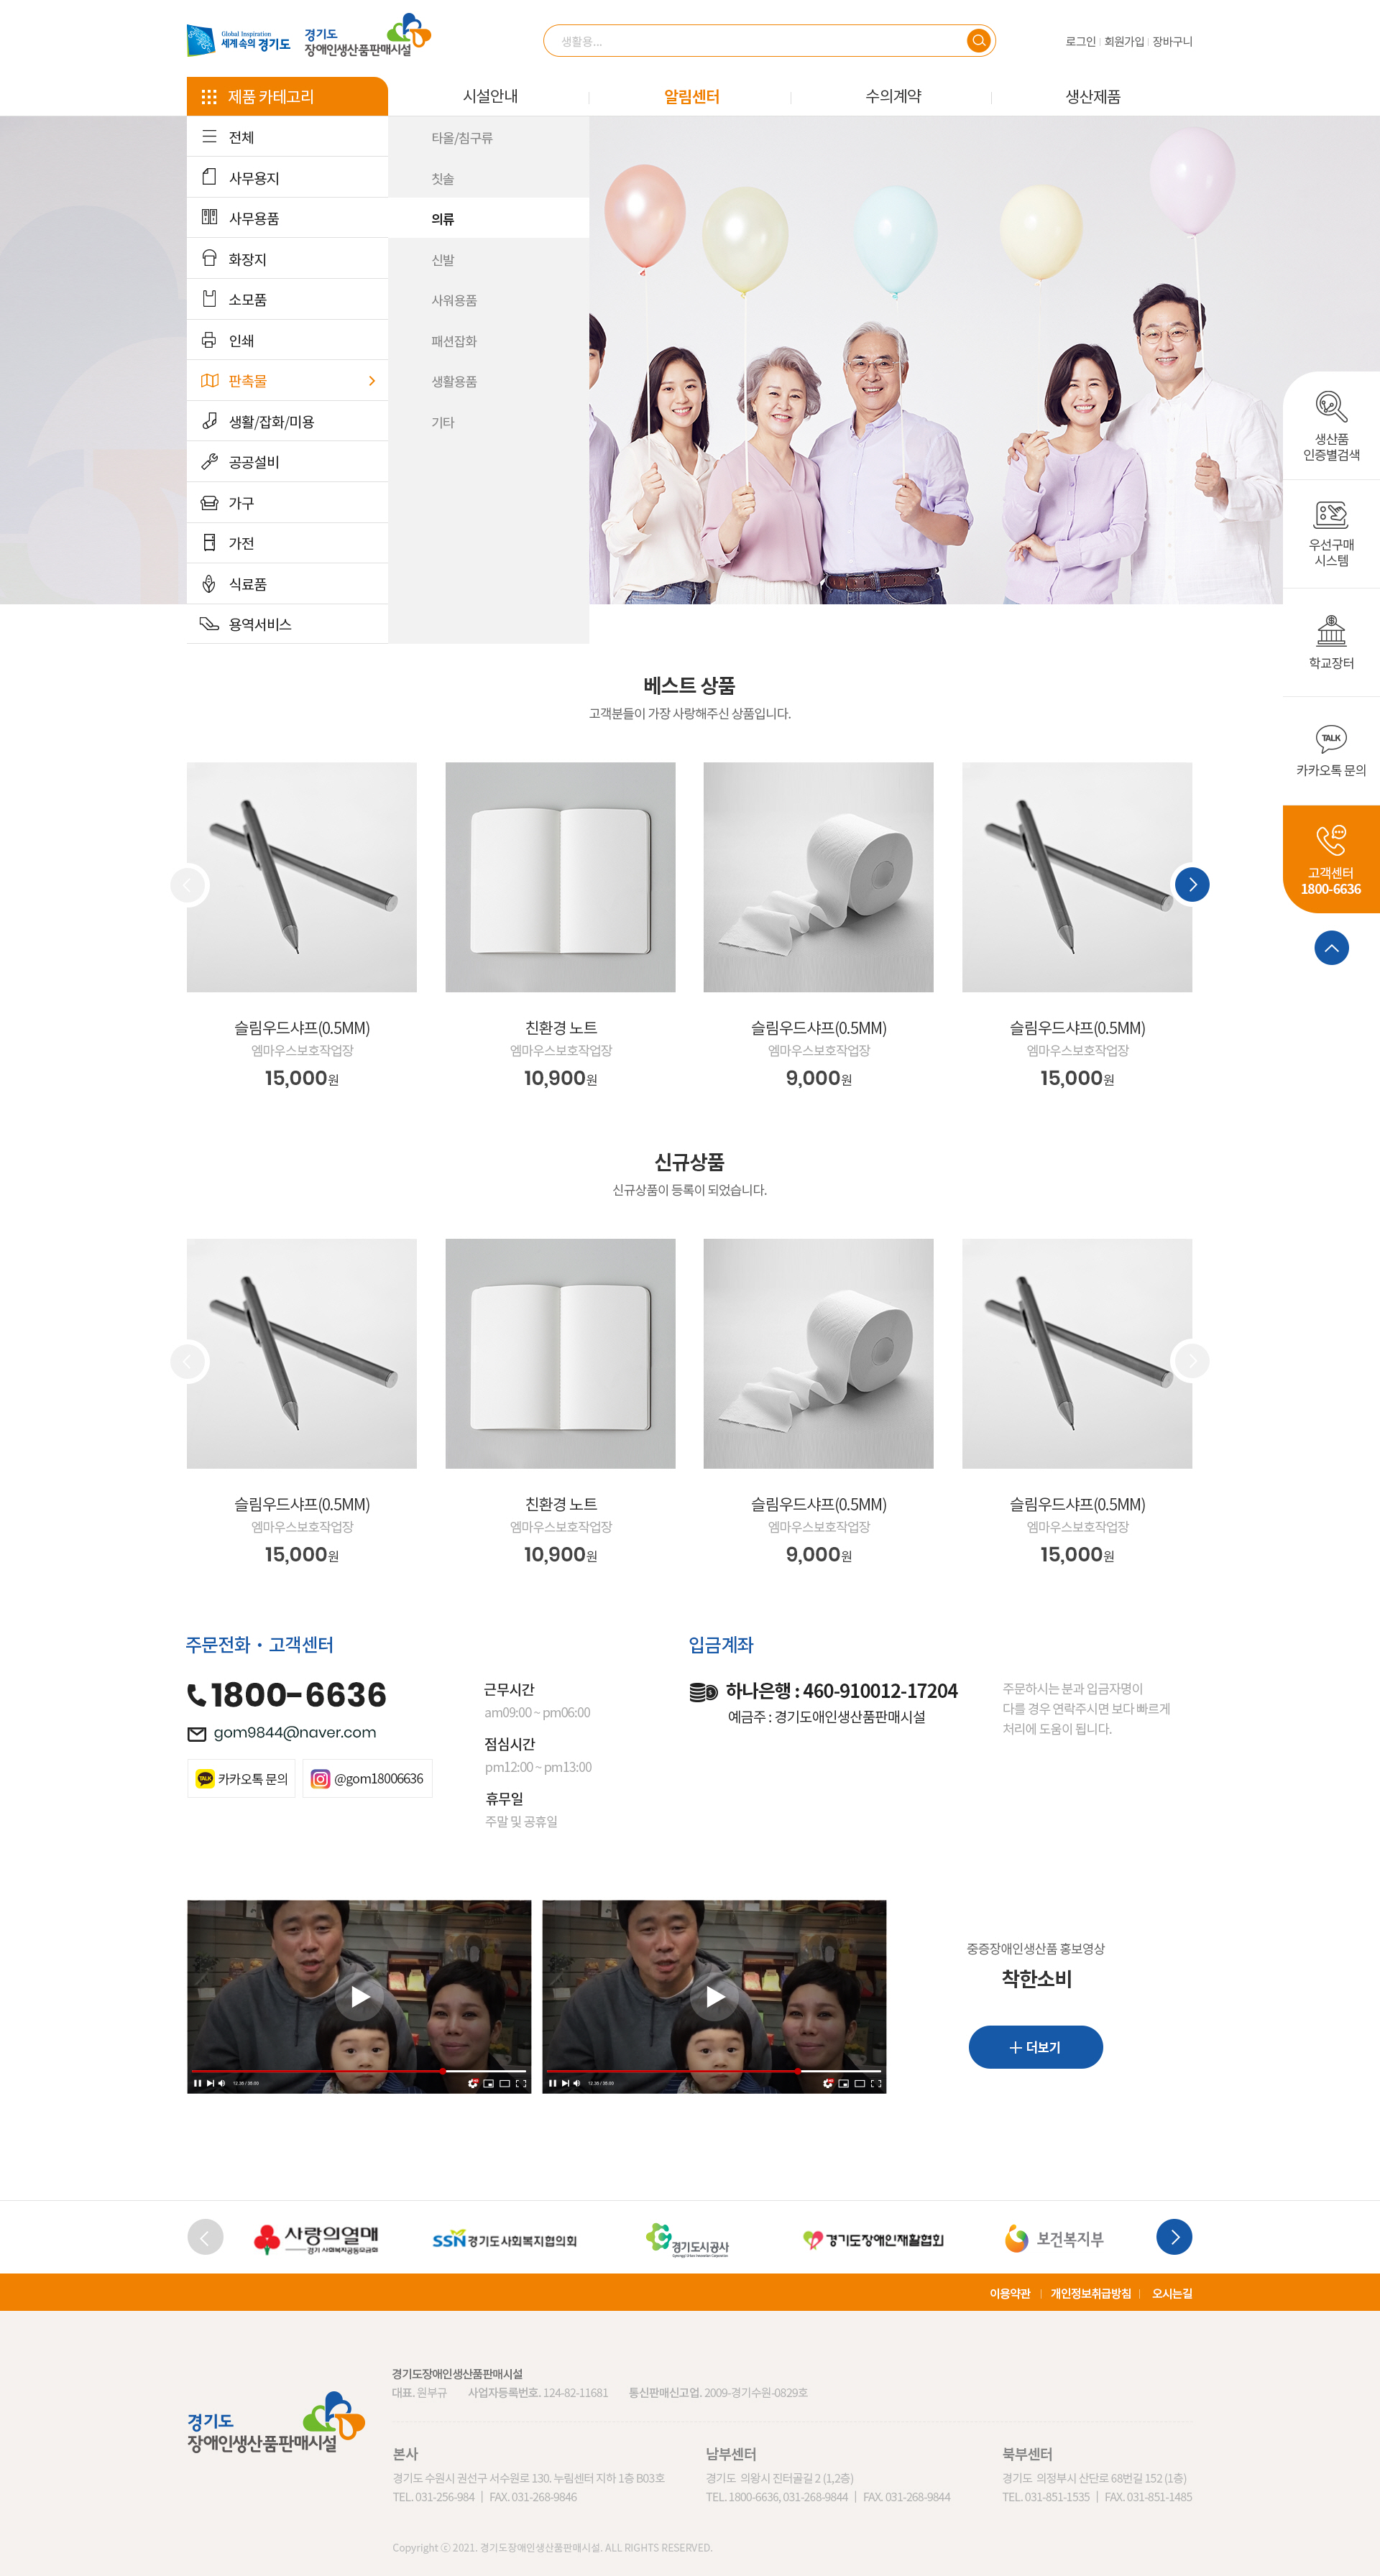 Global Inspiration
세계속의 경기도
경기도
장애인생산품판매시설
생활용...
로그인 | 회원가입 | 장바구니
제품 카테고리
시설안내
알림센터
수의계약
생산제품
전체
사무용지
사무용품
화장지
소모품
인쇄
판촉물
생활/잡화/미용
공공설비
가구
가전
식료품
용역서비스
타올/침구류
칫솔
의류
신발
사워용품
패션잡화
생활용품
기타
생산품
인증별검색
우선구매
시스템
학교장터
TALK
카카오톡 문의
고객센터
1800-6636
베스트 상품
고객분들이 가장 사랑해주신 상품입니다.
슬림우드샤프(0.5MM)
엠마우스보호작업장
15,000원
친환경 노트
엠마우스보호작업장
10,900원
슬림우드샤프(0.5MM)
엠마우스보호작업장
9,000원
슬림우드샤프(0.5MM)
엠마우스보호작업장
15,000원
신규상품
신규상품이 등록이 되었습니다.
슬림우드샤프(0.5MM)
엠마우스보호작업장
15,000원
친환경 노트
엠마우스보호작업장
10,900원
슬림우드샤프(0.5MM)
엠마우스보호작업장
9,000원
슬림우드샤프(0.5MM)
엠마우스보호작업장
15,000원
주문전화 · 고객센터
1800-6636
gom9844@naver.com
TALK 카카오톡 문의
@gom18006636
근무시간
am09:00 ~ pm06:00
점심시간
pm12:00 ~ pm13:00
휴무일
주말 및 공휴일
입금계좌
하나은행 : 460-910012-17204
예금주 : 경기도애인생산품판매시설
주문하시는 분과 입금자명이
다를 경우 연락주시면 보다 빠르게
처리에 도움이 됩니다.
12:35 / 36:00
12:35 / 36:00
중증장애인생산품 홍보영상
착한소비
더보기
사랑의열매
경기 사회복지공동모금회
SSN 경기도사회복지협의회
경기도시공사
경기도장애인재활협회
보건복지부
이용약관 | 개인정보취급방침 | 오시는길
경기도
장애인생산품판매시설
경기도장애인생산품판매시설
대표. 원부규 사업자등록번호. 124-82-11681 통신판매신고업. 2009-경기수원-0829호
본사
경기도 수원시 권선구 서수원로 130. 누림센터 지하 1층 B03호
TEL. 031-256-984 | FAX. 031-268-9846
남부센터
경기도 의왕시 진터골길 2 (1,2층)
TEL. 1800-6636, 031-268-9844 | FAX. 031-268-9844
북부센터
경기도 의정부시 산단로 68번길 152 (1층)
TEL. 031-851-1535 | FAX. 031-851-1485
Copyright ⓒ 2021. 경기도장애인생산품판매시설. ALL RIGHTS RESERVED.